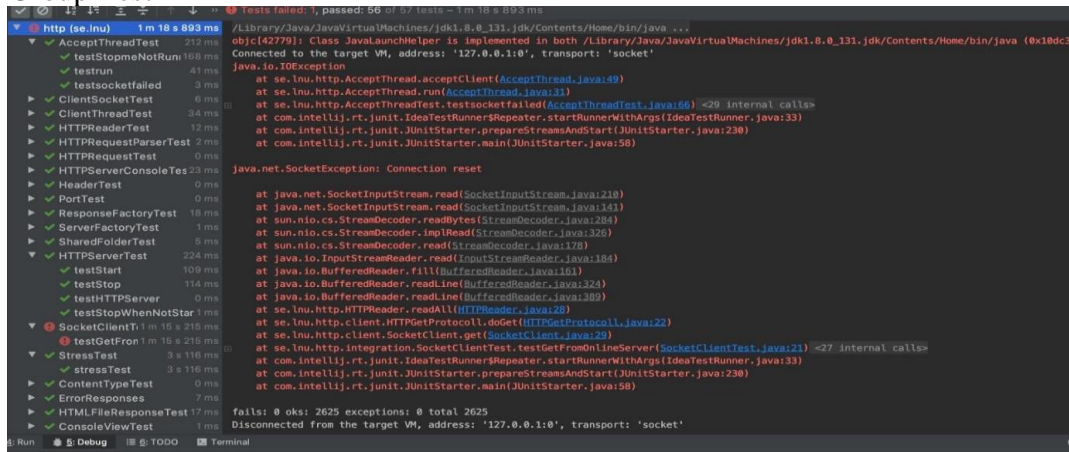 Tests failed: 1, passed: 56 of 57 tests – 1 m 18 s 893 ms
http (se.lnu) 1 m 18 s 893 ms
AcceptThreadTest 212 ms
testStopmeNotRun 168 ms
testrun 41 ms
testsocketfailed 3 ms
ClientSocketTest 6 ms
ClientThreadTest 34 ms
HTTPReaderTest 12 ms
HTTPRequestParserTest 2 ms
HTTPRequestTest 0 ms
HTTPServerConsoleTes 23 ms
HeaderTest 0 ms
PortTest 0 ms
ResponseFactoryTest 18 ms
ServerFactoryTest 1 ms
SharedFolderTest 5 ms
HTTPServerTest 224 ms
testStart 109 ms
testStop 114 ms
testHTTPServer 0 ms
testStopWhenNotStar 1 ms
SocketClientT 1 m 15 s 215 ms
testGetFron 1 m 15 s 215 ms
StressTest 3 s 116 ms
stressTest 3 s 116 ms
ContentTypeTest 0 ms
ErrorResponses 7 ms
HTMLFileResponseTest 17 ms
ConsoleViewTest 1 ms
/Library/Java/JavaVirtualMachines/jdk1.8.0_131.jdk/Contents/Home/bin/java ...
objc[42779]: Class JavaLaunchHelper is implemented in both /Library/Java/JavaVirtualMachines/jdk1.8.0_131.jdk/Contents/Home/bin/java (0x10dc3
Connected to the target VM, address: '127.0.0.1:0', transport: 'socket'
java.io.IOException
at se.lnu.http.AcceptThread.acceptClient(AcceptThread.java:49)
at se.lnu.http.AcceptThread.run(AcceptThread.java:31)
at se.lnu.http.AcceptThreadTest.testsocketfailed(AcceptThreadTest.java:66) <29 internal calls>
at com.intellij.rt.junit.IdeaTestRunner$Repeater.startRunnerWithArgs(IdeaTestRunner.java:33)
at com.intellij.rt.junit.JUnitStarter.prepareStreamsAndStart(JUnitStarter.java:230)
at com.intellij.rt.junit.JUnitStarter.main(JUnitStarter.java:58)
java.net.SocketException: Connection reset
at java.net.SocketInputStream.read(SocketInputStream.java:210)
at java.net.SocketInputStream.read(SocketInputStream.java:141)
at sun.nio.cs.StreamDecoder.readBytes(StreamDecoder.java:284)
at sun.nio.cs.StreamDecoder.implRead(StreamDecoder.java:326)
at sun.nio.cs.StreamDecoder.read(StreamDecoder.java:178)
at java.io.InputStreamReader.read(InputStreamReader.java:184)
at java.io.BufferedReader.fill(BufferedReader.java:161)
at java.io.BufferedReader.readLine(BufferedReader.java:324)
at java.io.BufferedReader.readLine(BufferedReader.java:389)
at se.lnu.http.HTTPReader.readAll(HTTPReader.java:28)
at se.lnu.http.client.HTTPGetProtocoll.doGet(HTTPGetProtocoll.java:22)
at se.lnu.http.client.SocketClient.get(SocketClient.java:29)
at se.lnu.http.integration.SocketClientTest.testGetFromOnlineServer(SocketClientTest.java:21) <27 internal calls>
at com.intellij.rt.junit.IdeaTestRunner$Repeater.startRunnerWithArgs(IdeaTestRunner.java:33)
at com.intellij.rt.junit.JUnitStarter.prepareStreamsAndStart(JUnitStarter.java:230)
at com.intellij.rt.junit.JUnitStarter.main(JUnitStarter.java:58)
fails: 0 oks: 2625 exceptions: 0 total 2625
Disconnected from the target VM, address: '127.0.0.1:0', transport: 'socket'
4: Run 5: Debug 6: TODO Terminal